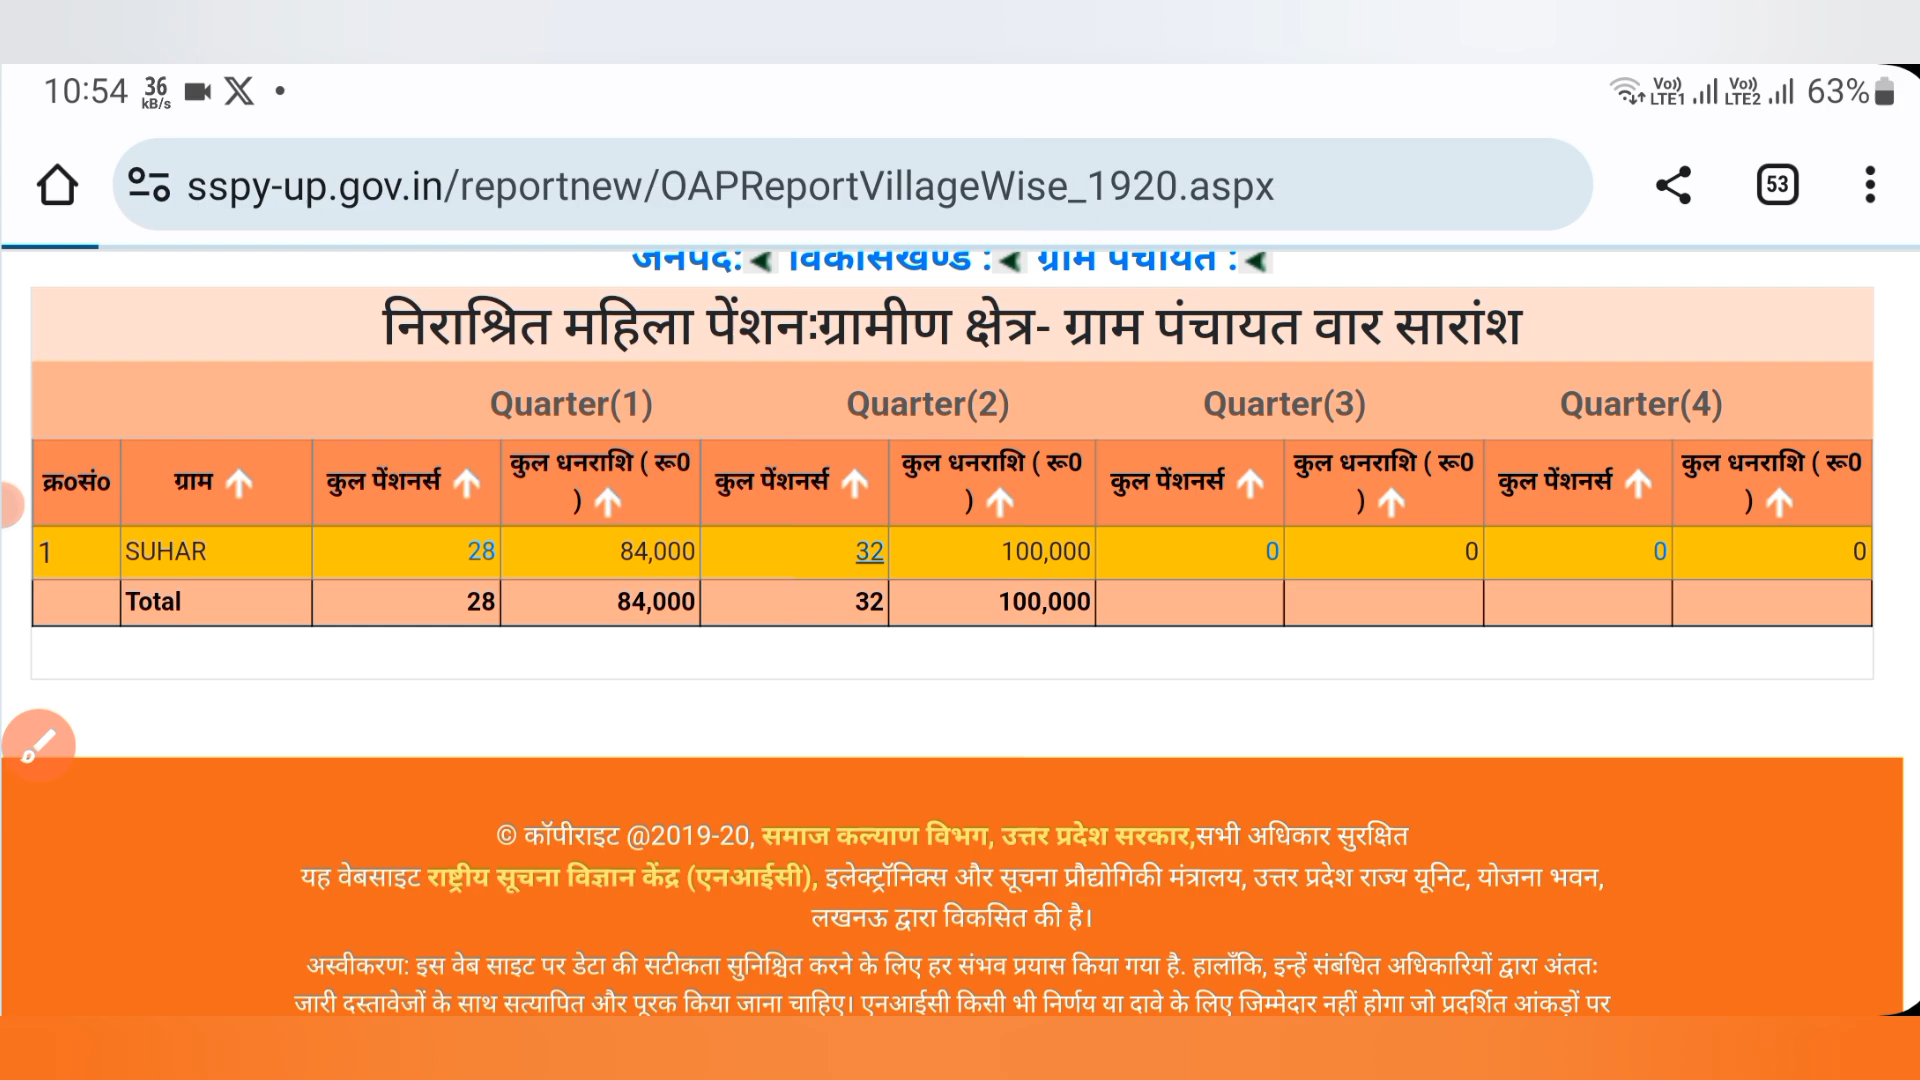 10:54 36 kB/s X •
Vo)) LTE1 Vo)) LTE2 63%
sspy-up.gov.in/reportnew/OAPReportVillageWise_1920.aspx 53
जनपद: विकासखण्ड : ग्राम पंचायत :
निराश्रित महिला पेंशनःग्रामीण क्षेत्र- ग्राम पंचायत वार सारांश
Quarter(1) Quarter(2) Quarter(3) Quarter(4)
क्र०सं० ग्राम कुल पेंशनर्स कुल धनराशि ( रू0 ) कुल पेंशनर्स कुल धनराशि ( रू0 ) कुल पेंशनर्स कुल धनराशि ( रू0 ) कुल पेंशनर्स कुल धनराशि ( रू0 )
1 SUHAR 28 84,000 32 100,000 0 0 0 0
Total 28 84,000 32 100,000
© कॉपीराइट @2019-20, समाज कल्याण विभग, उत्तर प्रदेश सरकार,सभी अधिकार सुरक्षित
यह वेबसाइट राष्ट्रीय सूचना विज्ञान केंद्र (एनआईसी), इलेक्ट्रॉनिक्स और सूचना प्रौद्योगिकी मंत्रालय, उत्तर प्रदेश राज्य यूनिट, योजना भवन,
लखनऊ द्वारा विकसित की है।
अस्वीकरण: इस वेब साइट पर डेटा की सटीकता सुनिश्चित करने के लिए हर संभव प्रयास किया गया है. हालाँकि, इन्हें संबंधित अधिकारियों द्वारा अंततः
जारी दस्तावेजों के साथ सत्यापित और पूरक किया जाना चाहिए। एनआईसी किसी भी निर्णय या दावे के लिए जिम्मेदार नहीं होगा जो प्रदर्शित आंकड़ों पर